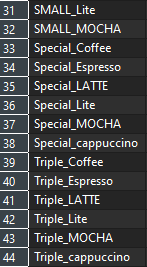 31 SMALL_Lite
32 SMALL_MOCHA
33 Special_Coffee
34 Special_Espresso
35 Special_LATTE
36 Special_Lite
37 Special_MOCHA
38 Special_cappuccino
39 Triple_Coffee
40 Triple_Espresso
41 Triple_LATTE
42 Triple_Lite
43 Triple_MOCHA
44 Triple_cappuccino